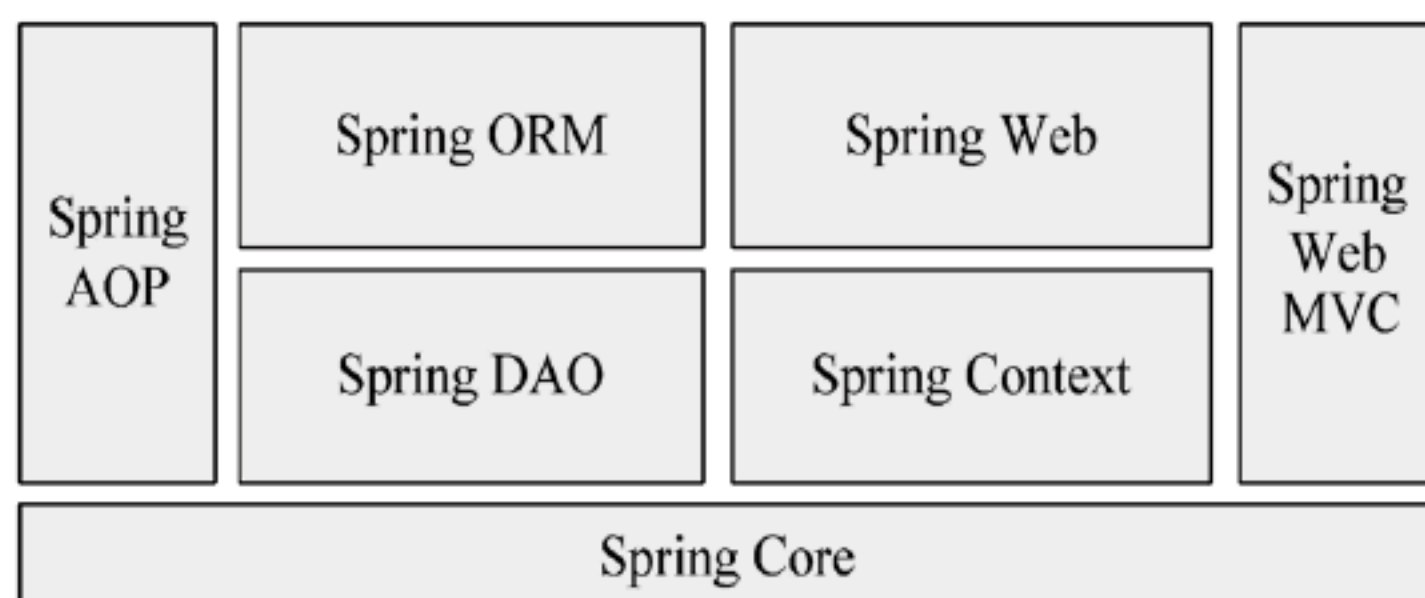 Spring
AOP
Spring ORM
Spring Web
Spring DAO
Spring Context
Spring
Web
MVC
Spring Core